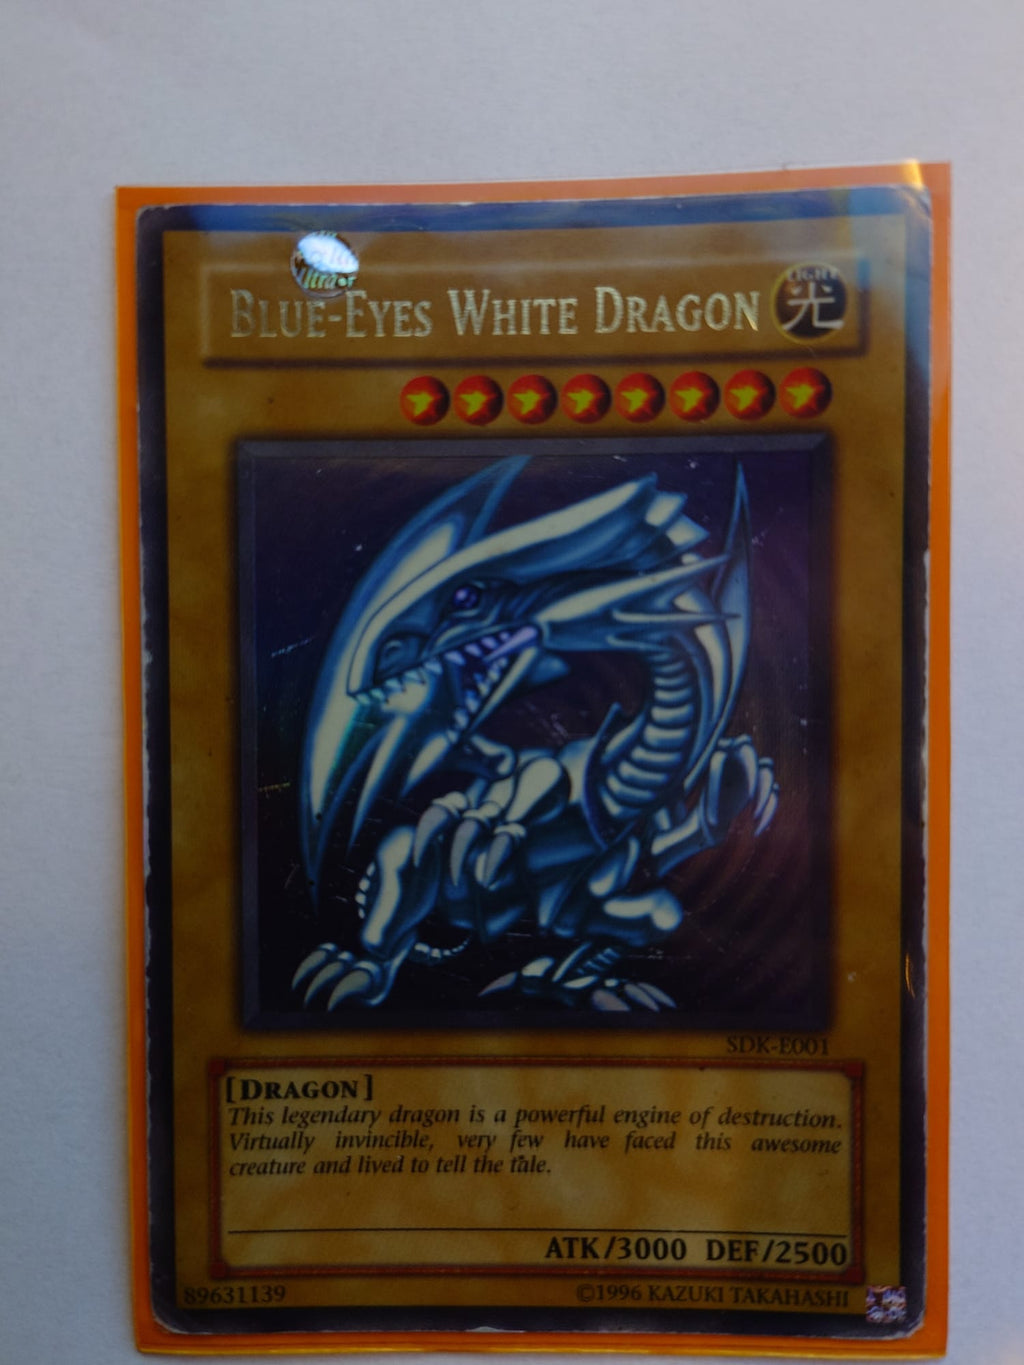 BLUE-EYES WHITE DRAGON
LIGHT
光
SDK-E001
[DRAGON]
This legendary dragon is a powerful engine of destruction.
Virtually invincible, very few have faced this awesome
creature and lived to tell the tale.
ATK/3000 DEF/2500
89631139
©1996 KAZUKI TAKAHASHI